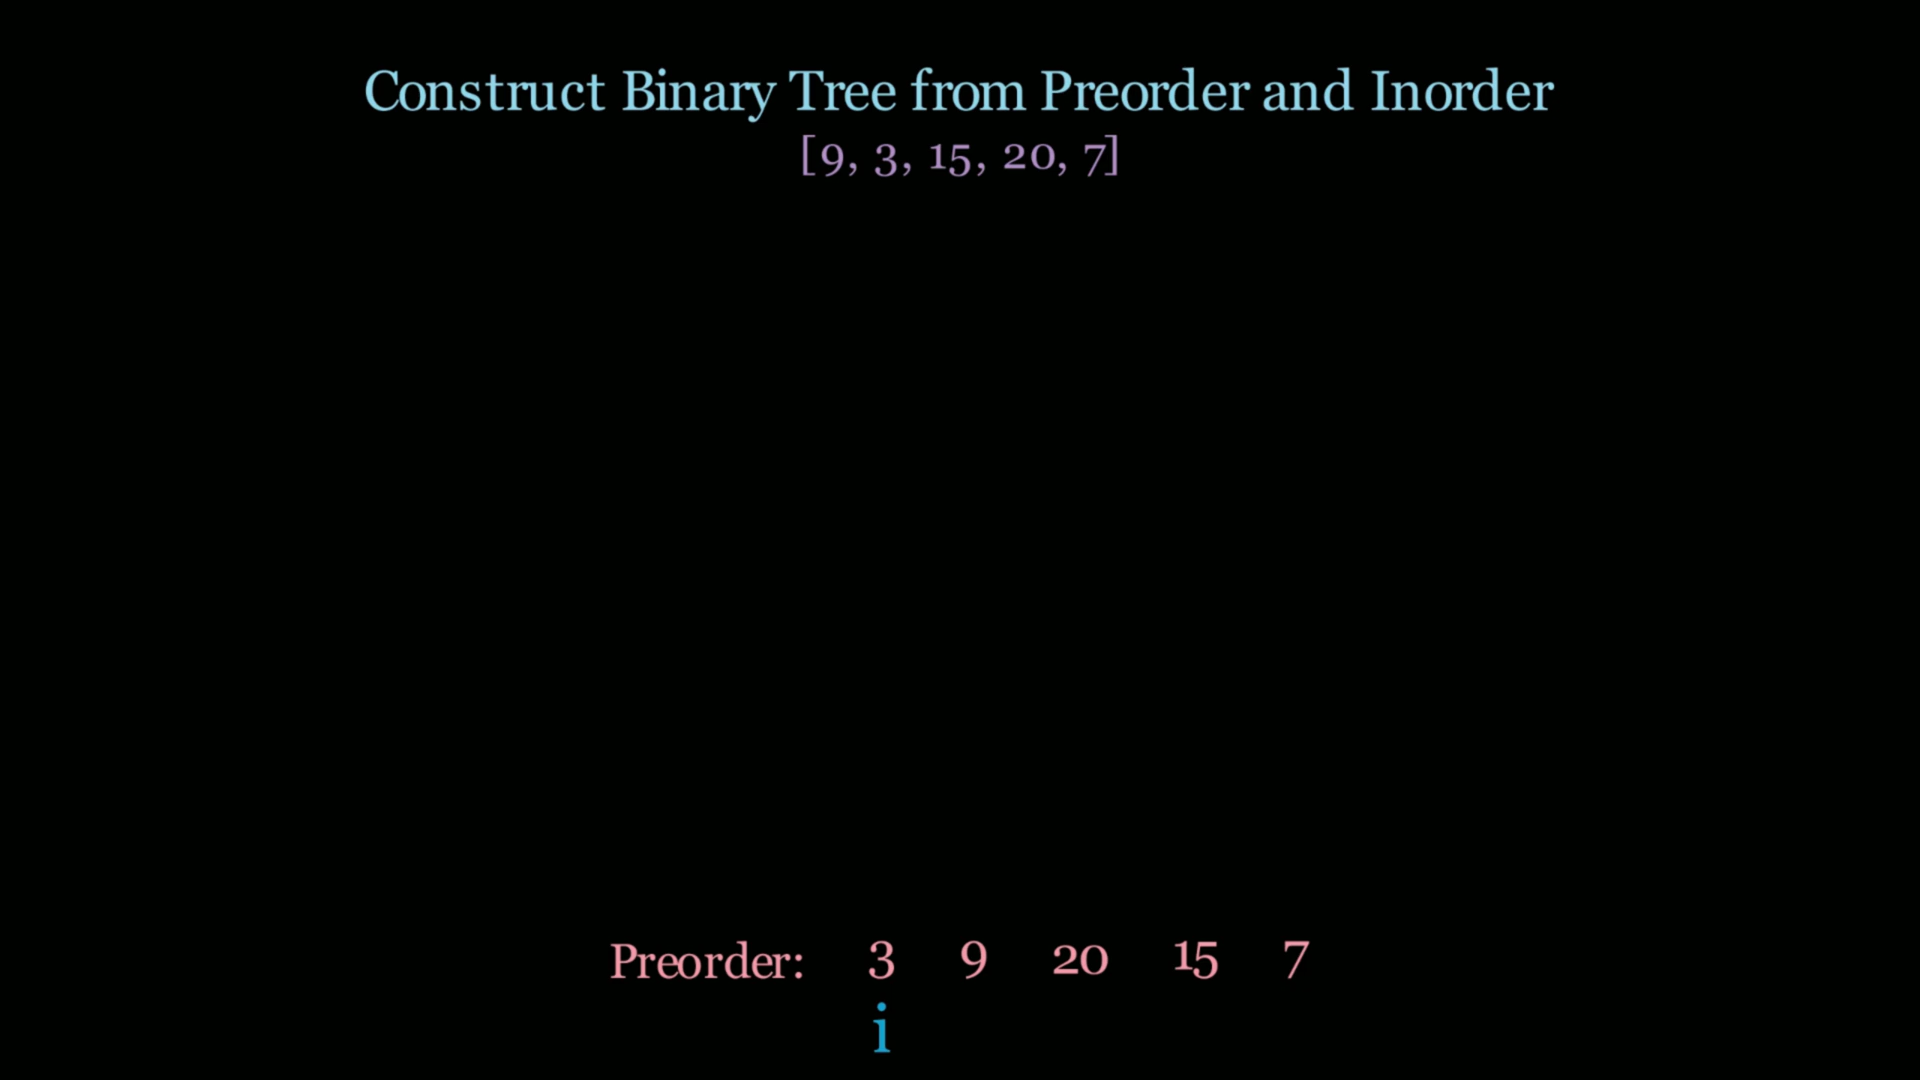 Construct Binary Tree from Preorder and Inorder
[9, 3, 15, 20, 7]
Preorder: 3 9 20 15 7
i